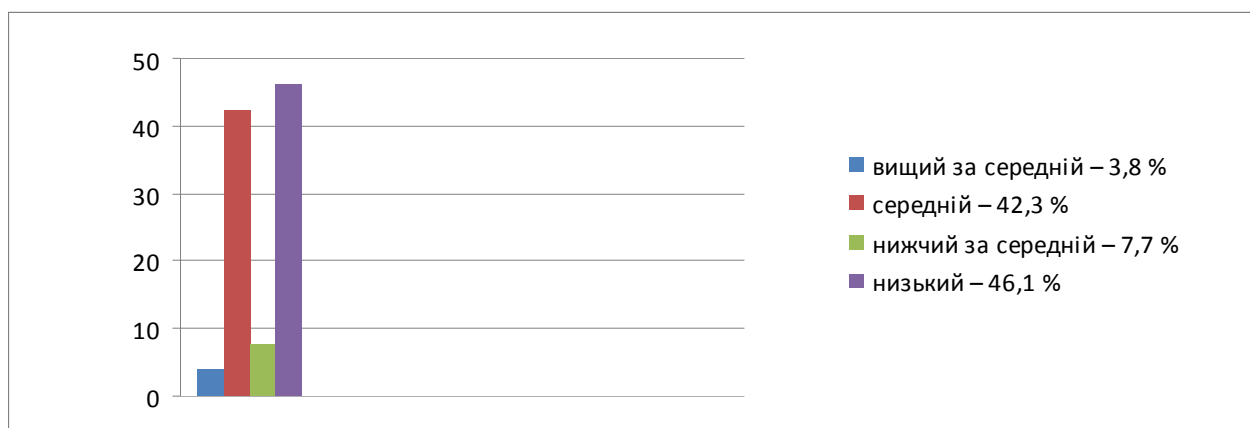 50
40
30
20
10
0
вищий за середній – 3,8 %
середній – 42,3 %
нижчий за середній – 7,7 %
низький – 46,1 %